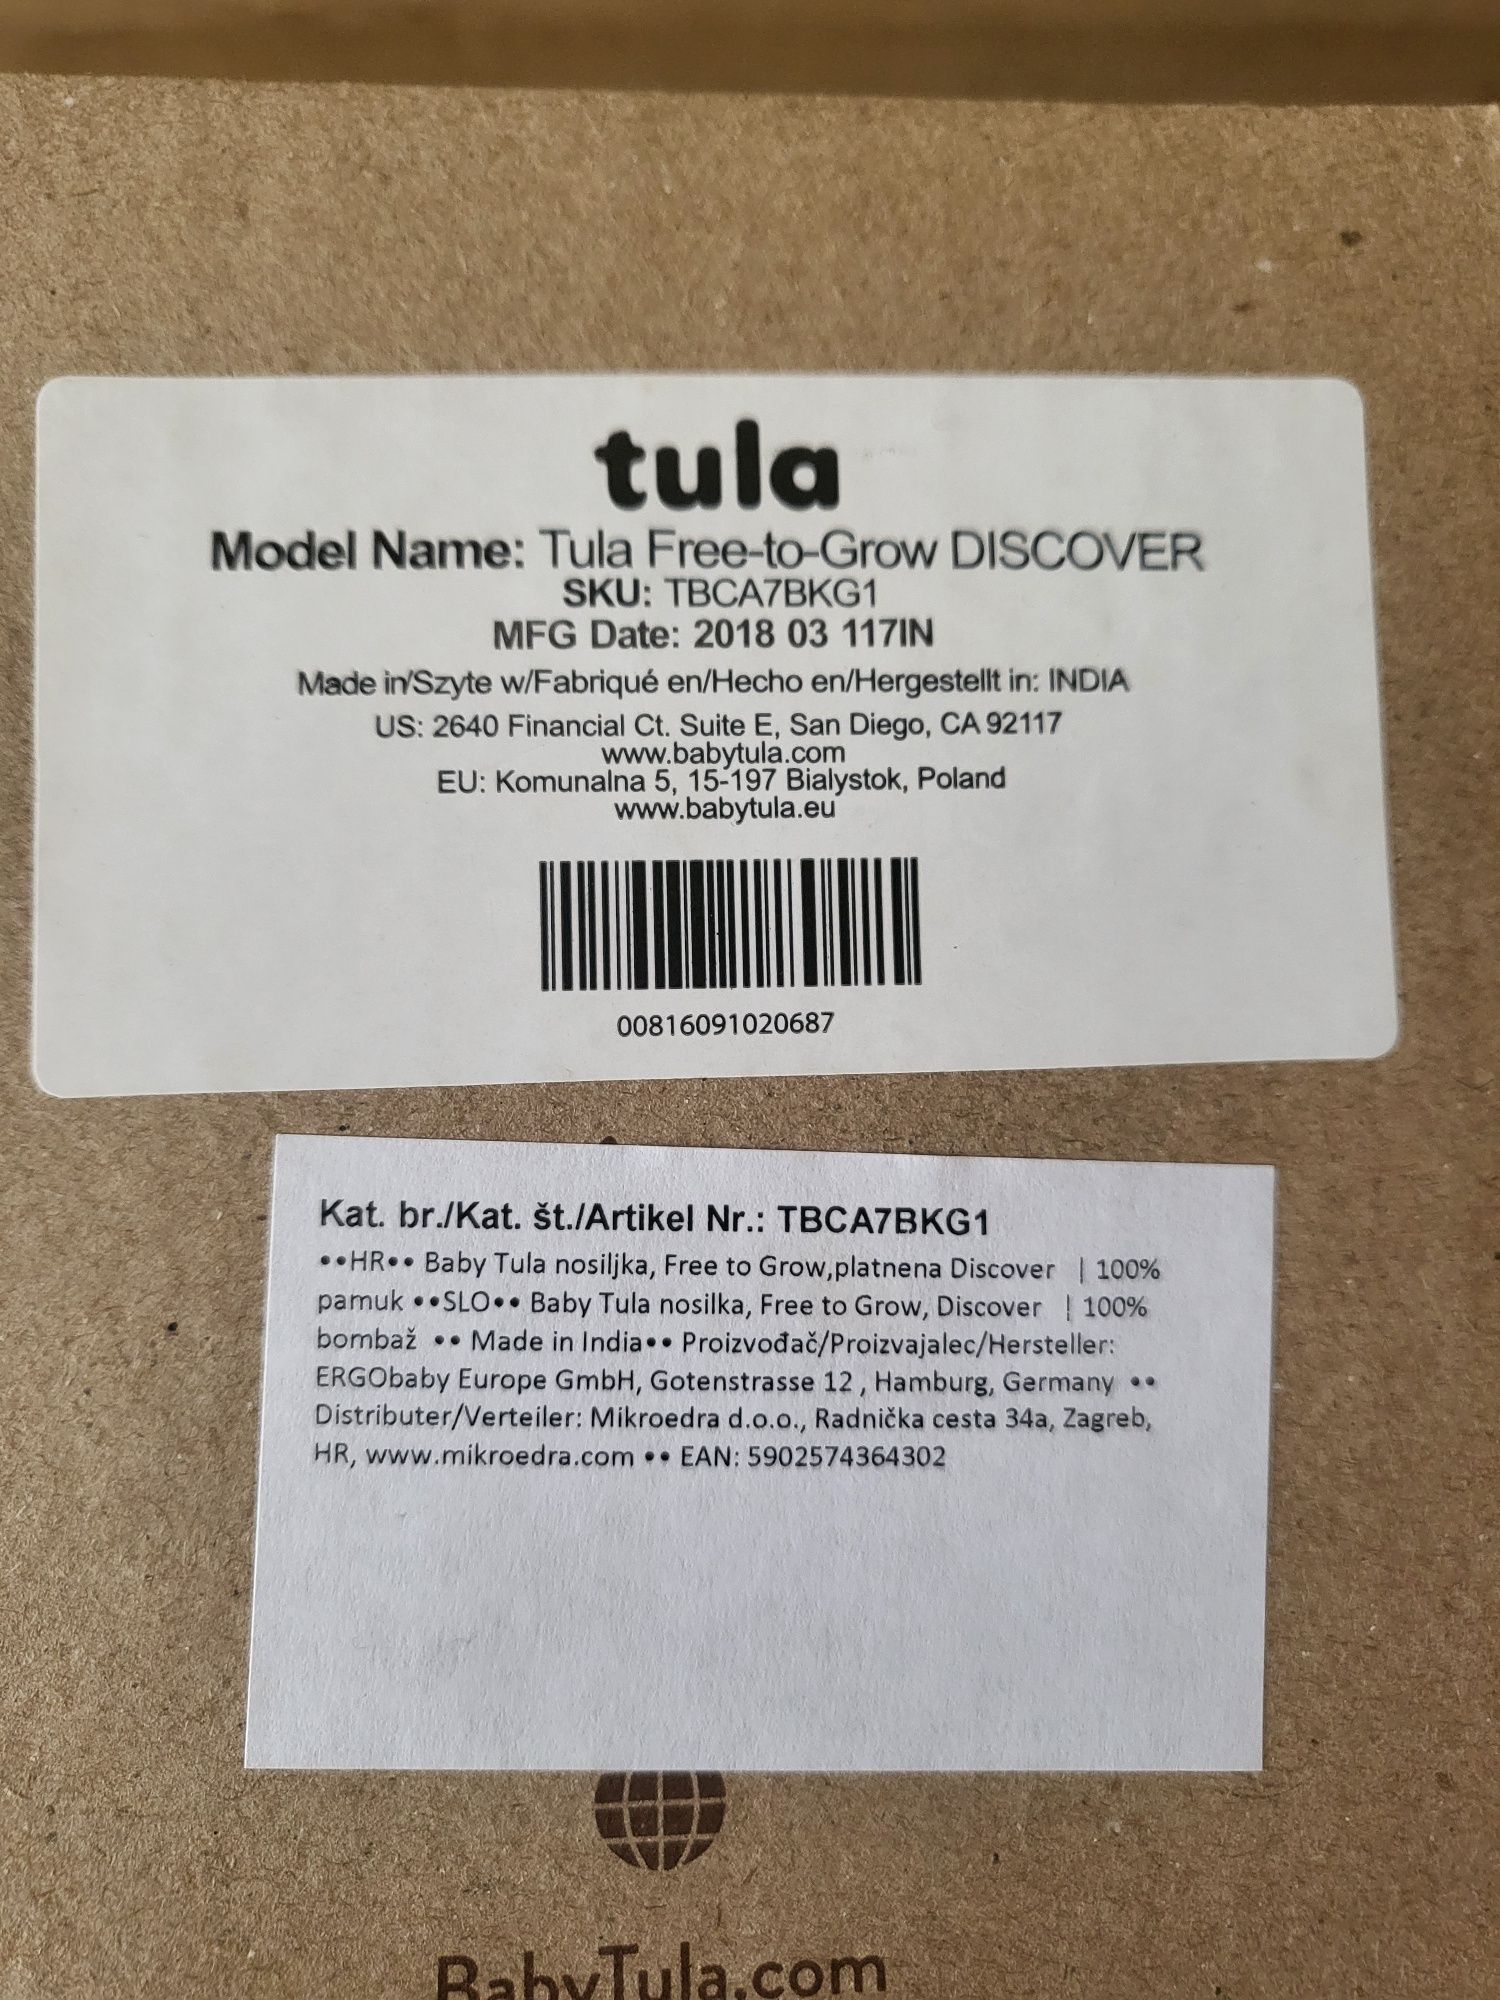 tula
Model Name: Tula Free-to-Grow DISCOVER
SKU: TBCA7BKG1
MFG Date: 2018 03 117IN
Made in/Szyte w/Fabriqué en/Hecho en/Hergestellt in: INDIA
US: 2640 Financial Ct. Suite E, San Diego, CA 92117
www.babytula.com
EU: Komunalna 5, 15-197 Bialystok, Poland
www.babytula.eu
00816091020687
Kat. br./Kat. št./Artikel Nr.: TBCA7BKG1
••HR•• Baby Tula nosiljka, Free to Grow,platnena Discover | 100%
pamuk ••SLO•• Baby Tula nosilka, Free to Grow, Discover | 100%
bombaž •• Made in India•• Proizvođač/Proizvajalec/Hersteller:
ERGObaby Europe GmbH, Gotenstrasse 12 , Hamburg, Germany ••
Distributer/Verteiler: Mikroedra d.o.o., Radnička cesta 34a, Zagreb,
HR, www.mikroedra.com •• EAN: 5902574364302
BabyTula.com